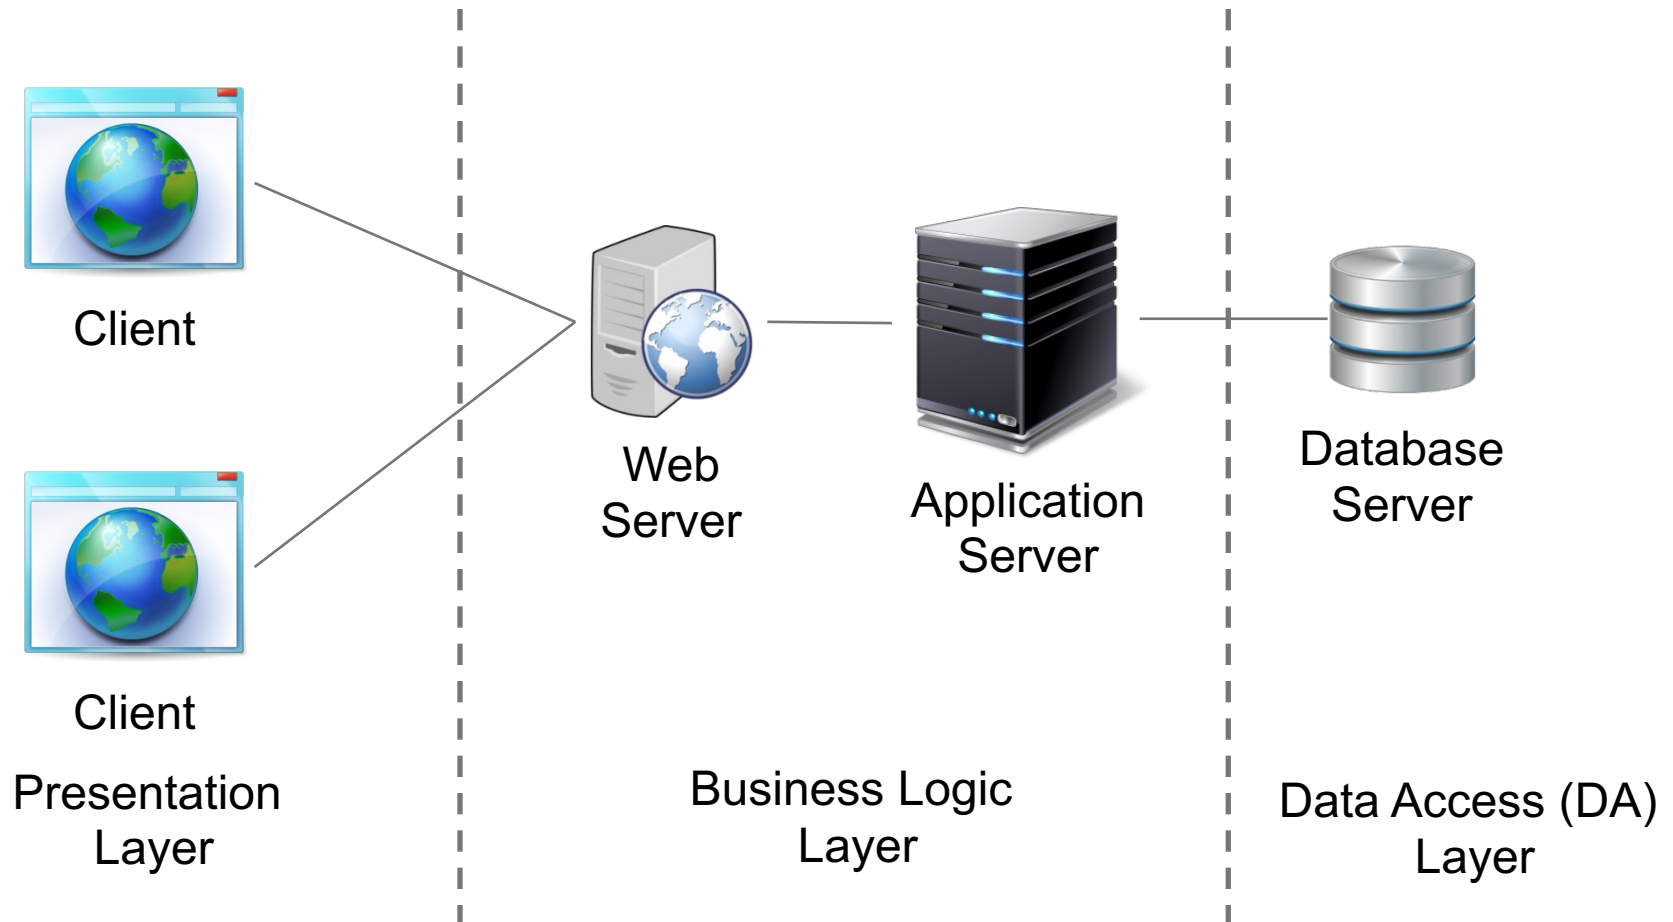 Client
Client
Presentation
Layer
Web
Server
Application
Server
Business Logic
Layer
Database
Server
Data Access (DA)
Layer